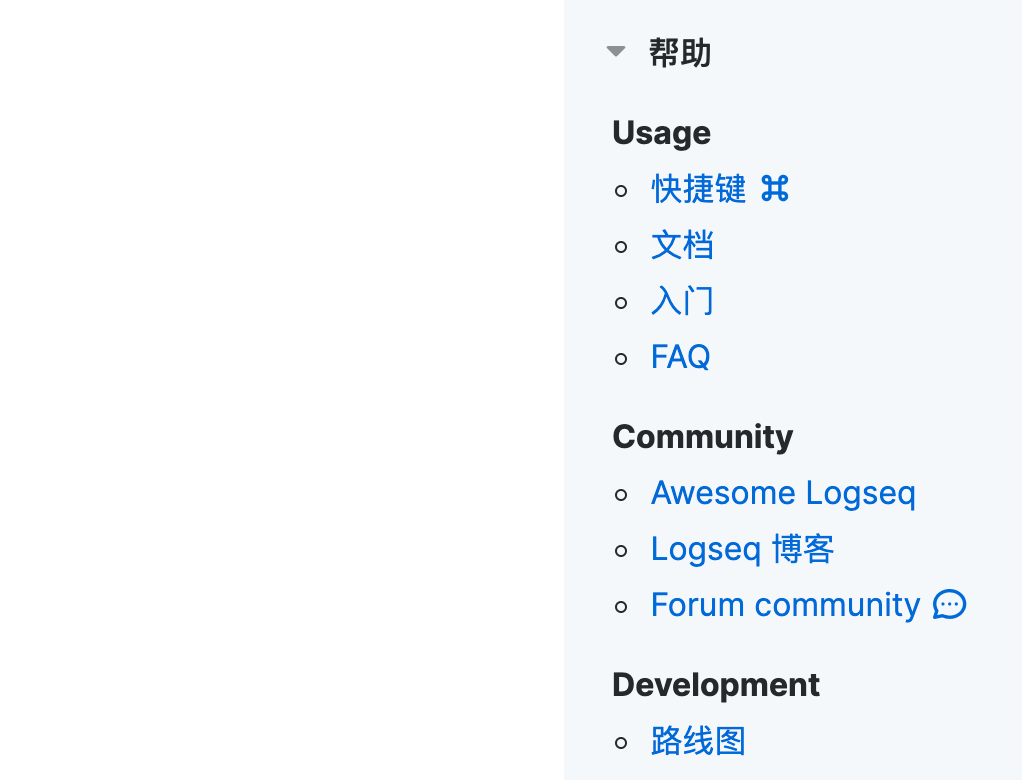 帮助
Usage
快捷键 ⌘
文档
入门
FAQ
Community
Awesome Logseq
Logseq 博客
Forum community
Development
路线图